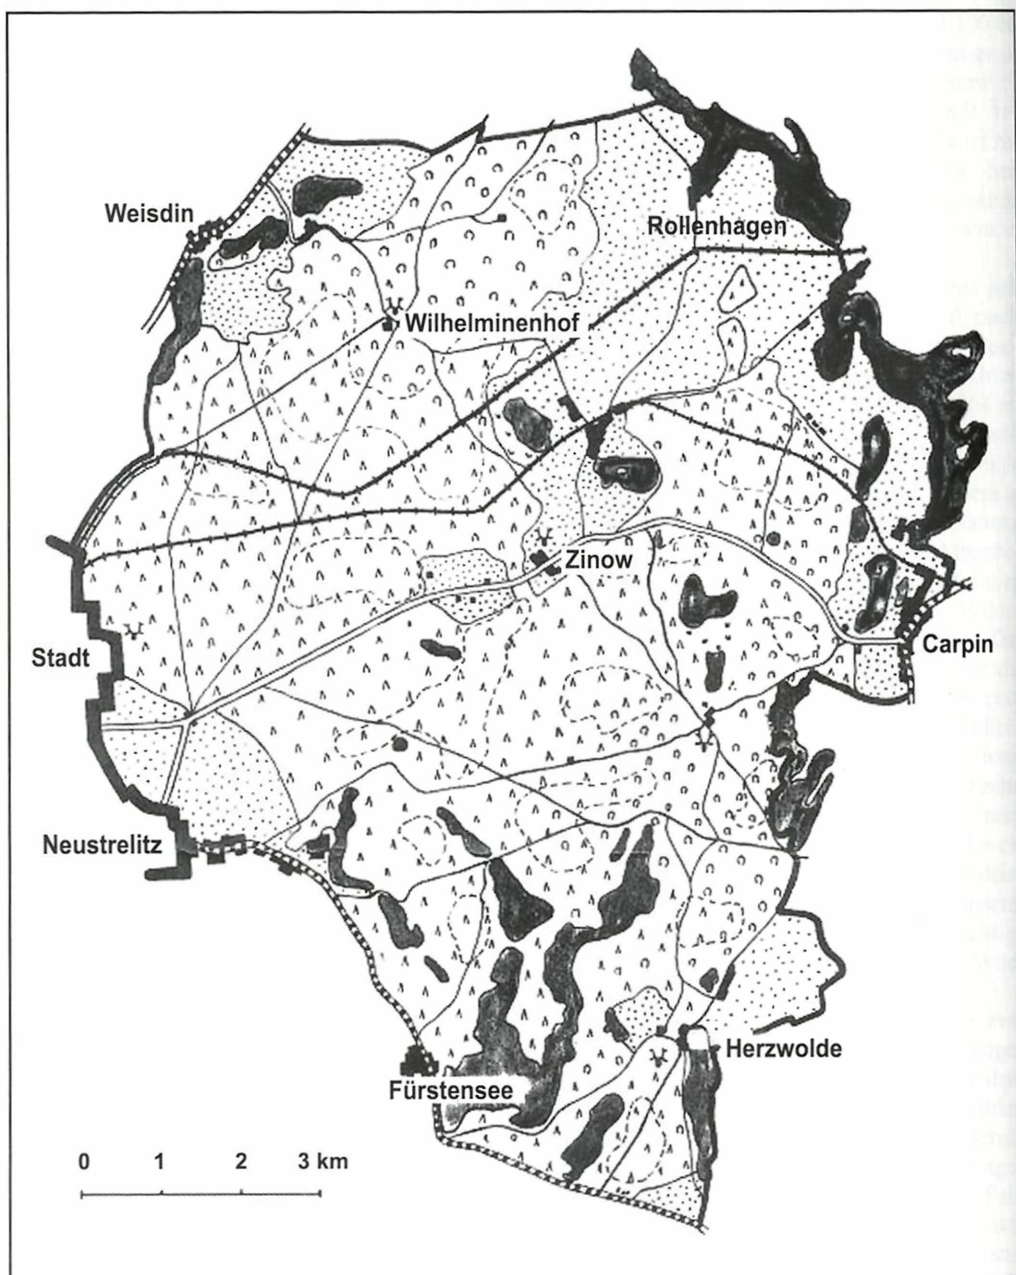 Weisdin
Rollenhagen
Wilhelminenhof
Zinow
Stadt
Carpin
Neustrelitz
Herzwolde
Fürstensee
0 1 2 3 km